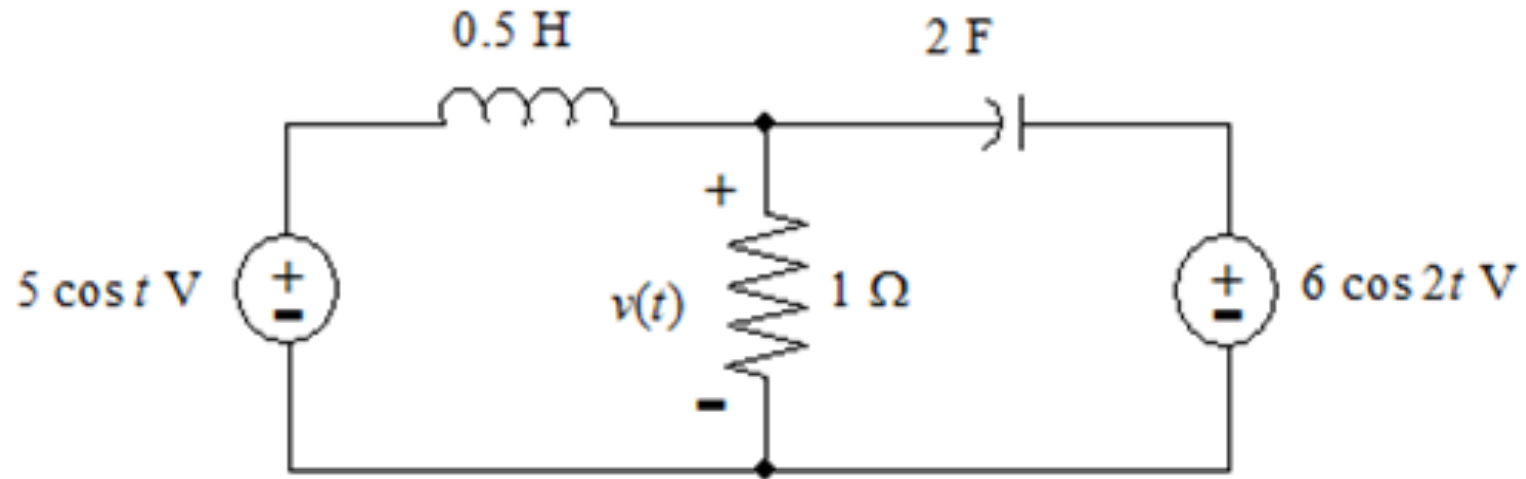 0.5 H
2 F
5 cos t V
+
-
+
v(t)
-
1 Ω
+
-
6 cos 2t V